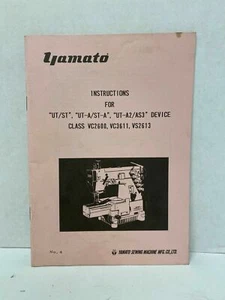 Yamato
INSTRUCTIONS
FOR
"UT/ST", "UT-A/ST-A", "UT-A2/AS3" DEVICE
CLASS VC2600, VC3611, VS2613
YAMATO SEWING MACHINE MFG. CO., LTD.